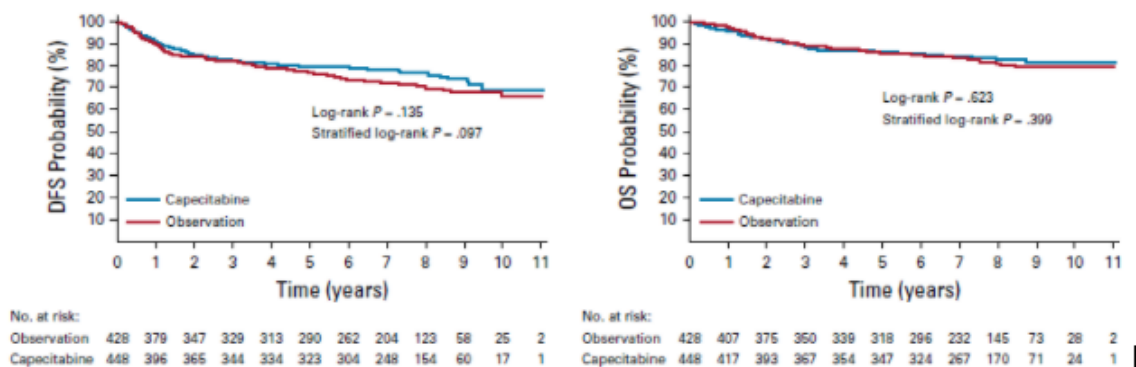 DFS Probability (%)
100
90
80
70
60
50
40
30
20
10
Log-rank P = .135
Stratified log-rank P = .097
Capecitabine
Observation
0 1 2 3 4 5 6 7 8 9 10 11
Time (years)
No. at risk:
Observation 428 379 347 329 313 290 262 204 123 58 25 2
Capecitabine 448 396 365 344 334 323 304 248 154 60 17 1
OS Probability (%)
100
90
80
70
60
50
40
30
20
10
Log-rank P = .623
Stratified log-rank P = .399
Capecitabine
Observation
0 1 2 3 4 5 6 7 8 9 10 11
Time (years)
No. at risk:
Observation 428 407 375 350 339 318 296 232 145 73 28 2
Capecitabine 448 417 393 367 354 347 324 267 170 71 24 1